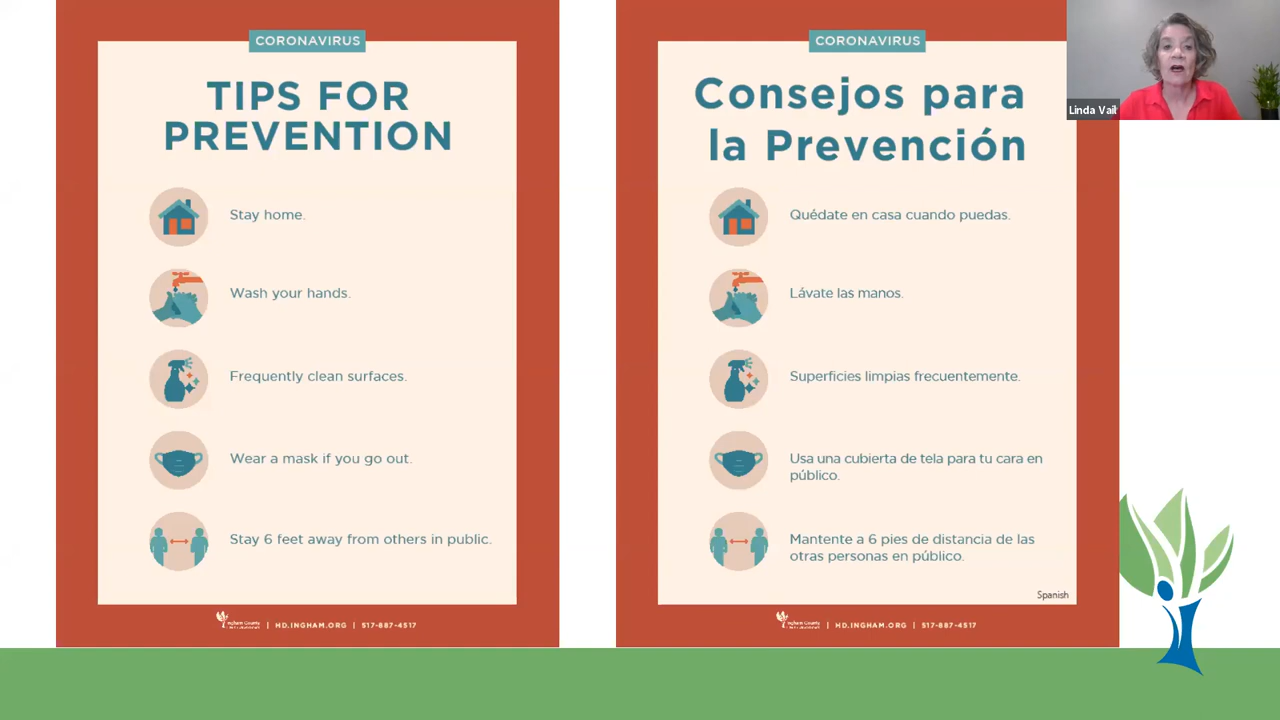 CORONAVIRUS
TIPS FOR
PREVENTION
Stay home.
Wash your hands.
Frequently clean surfaces.
Wear a mask if you go out.
Stay 6 feet away from others in public.
Ingham County
| HD.INGHAM.ORG | 517-887-4517
CORONAVIRUS
Consejos para
la Prevención
Quédate en casa cuando puedas.
Lávate las manos.
Superficies limpias frecuentemente.
Usa una cubierta de tela para tu cara en
público.
Mantente a 6 pies de distancia de las
otras personas en público.
Spanish
Ingham County
| HD.INGHAM.ORG | 517-887-4517
Linda Vail